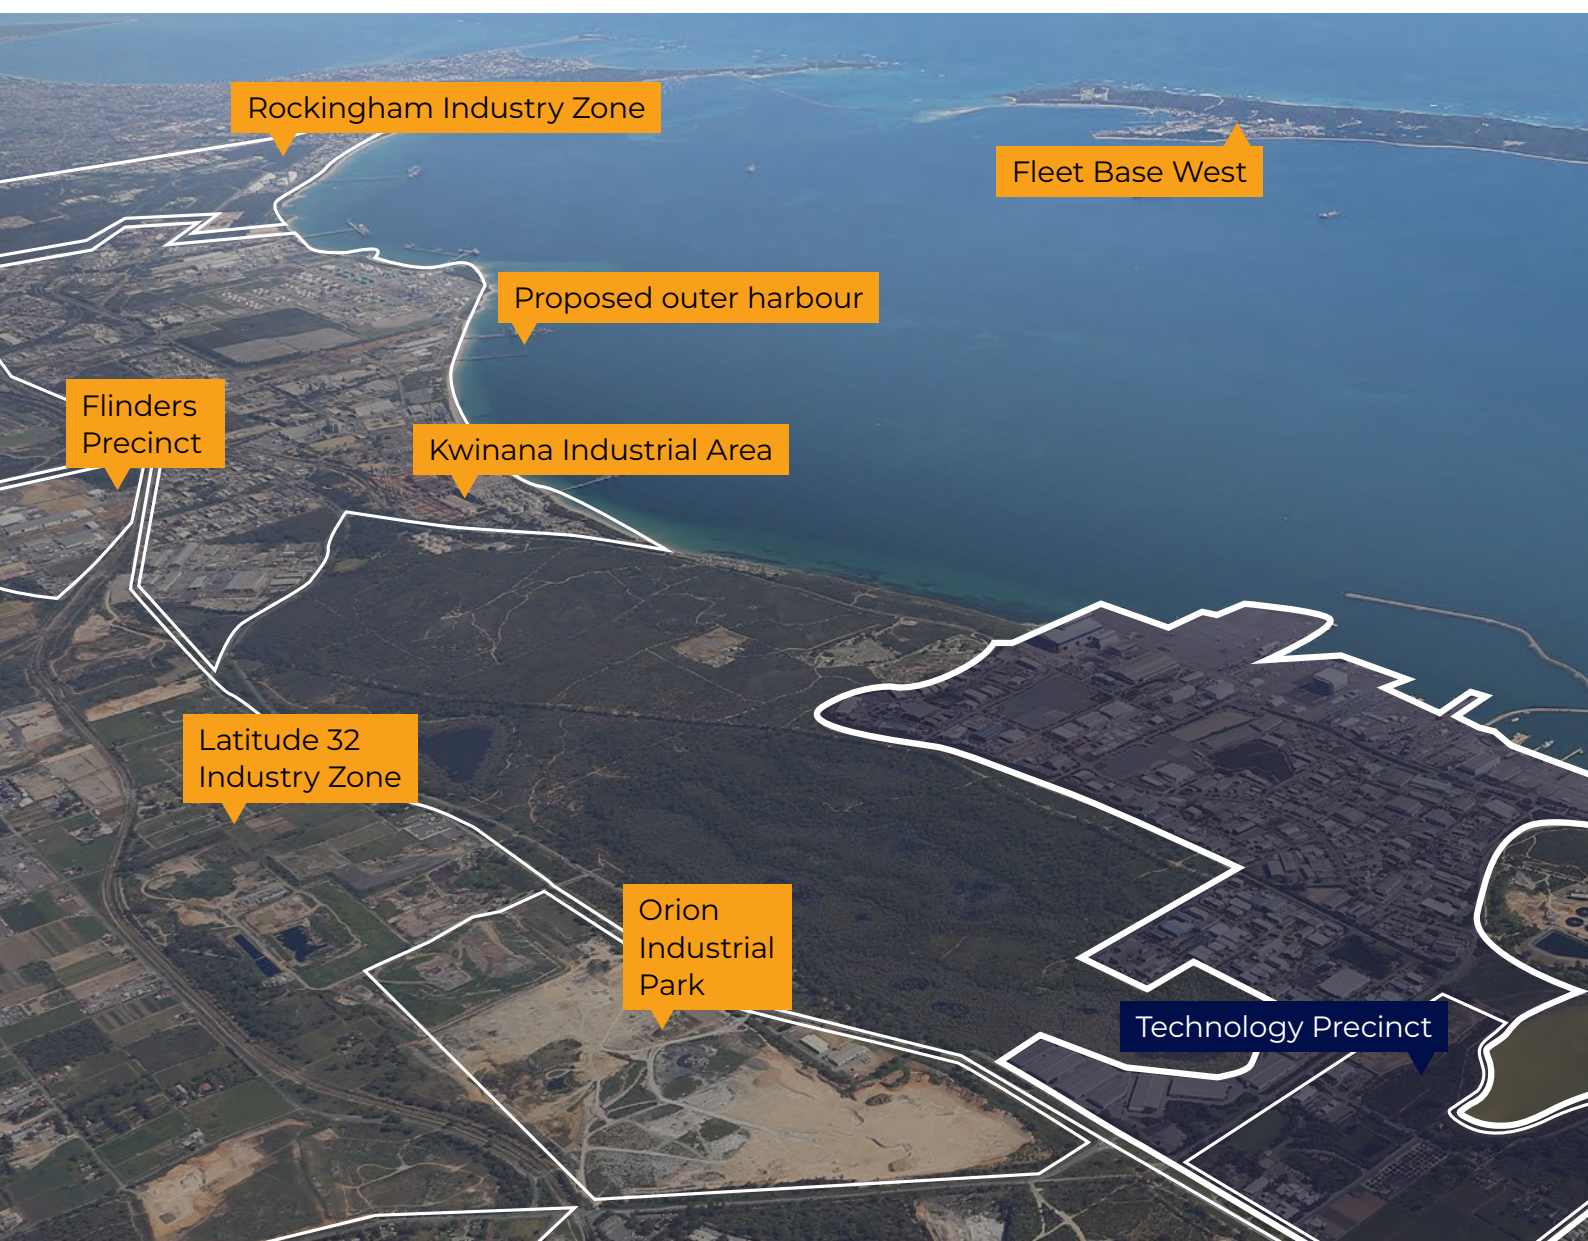 Rockingham Industry Zone
Fleet Base West
Proposed outer harbour
Flinders
Precinct
Kwinana Industrial Area
Latitude 32
Industry Zone
Orion
Industrial
Park
Technology Precinct